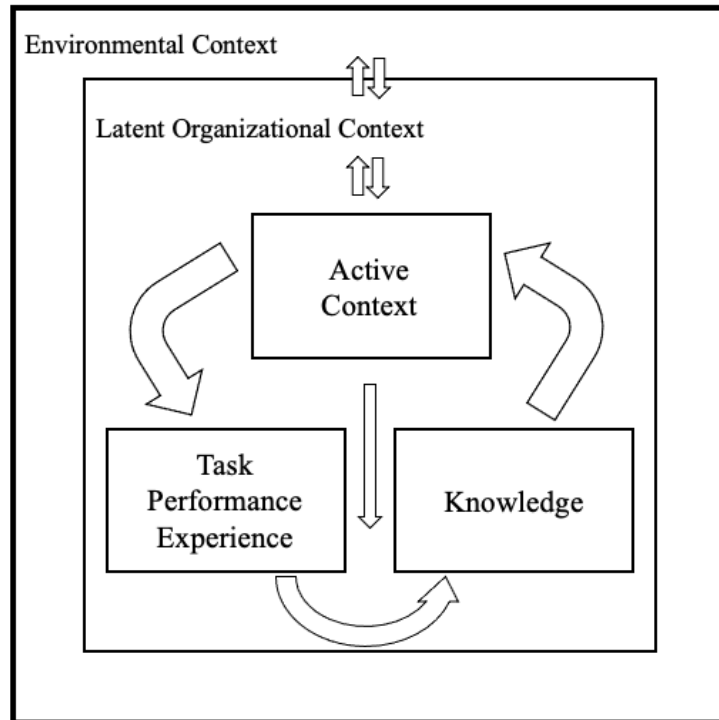 Environmental Context
Latent Organizational Context
Active
Context
Task
Performance
Experience
Knowledge